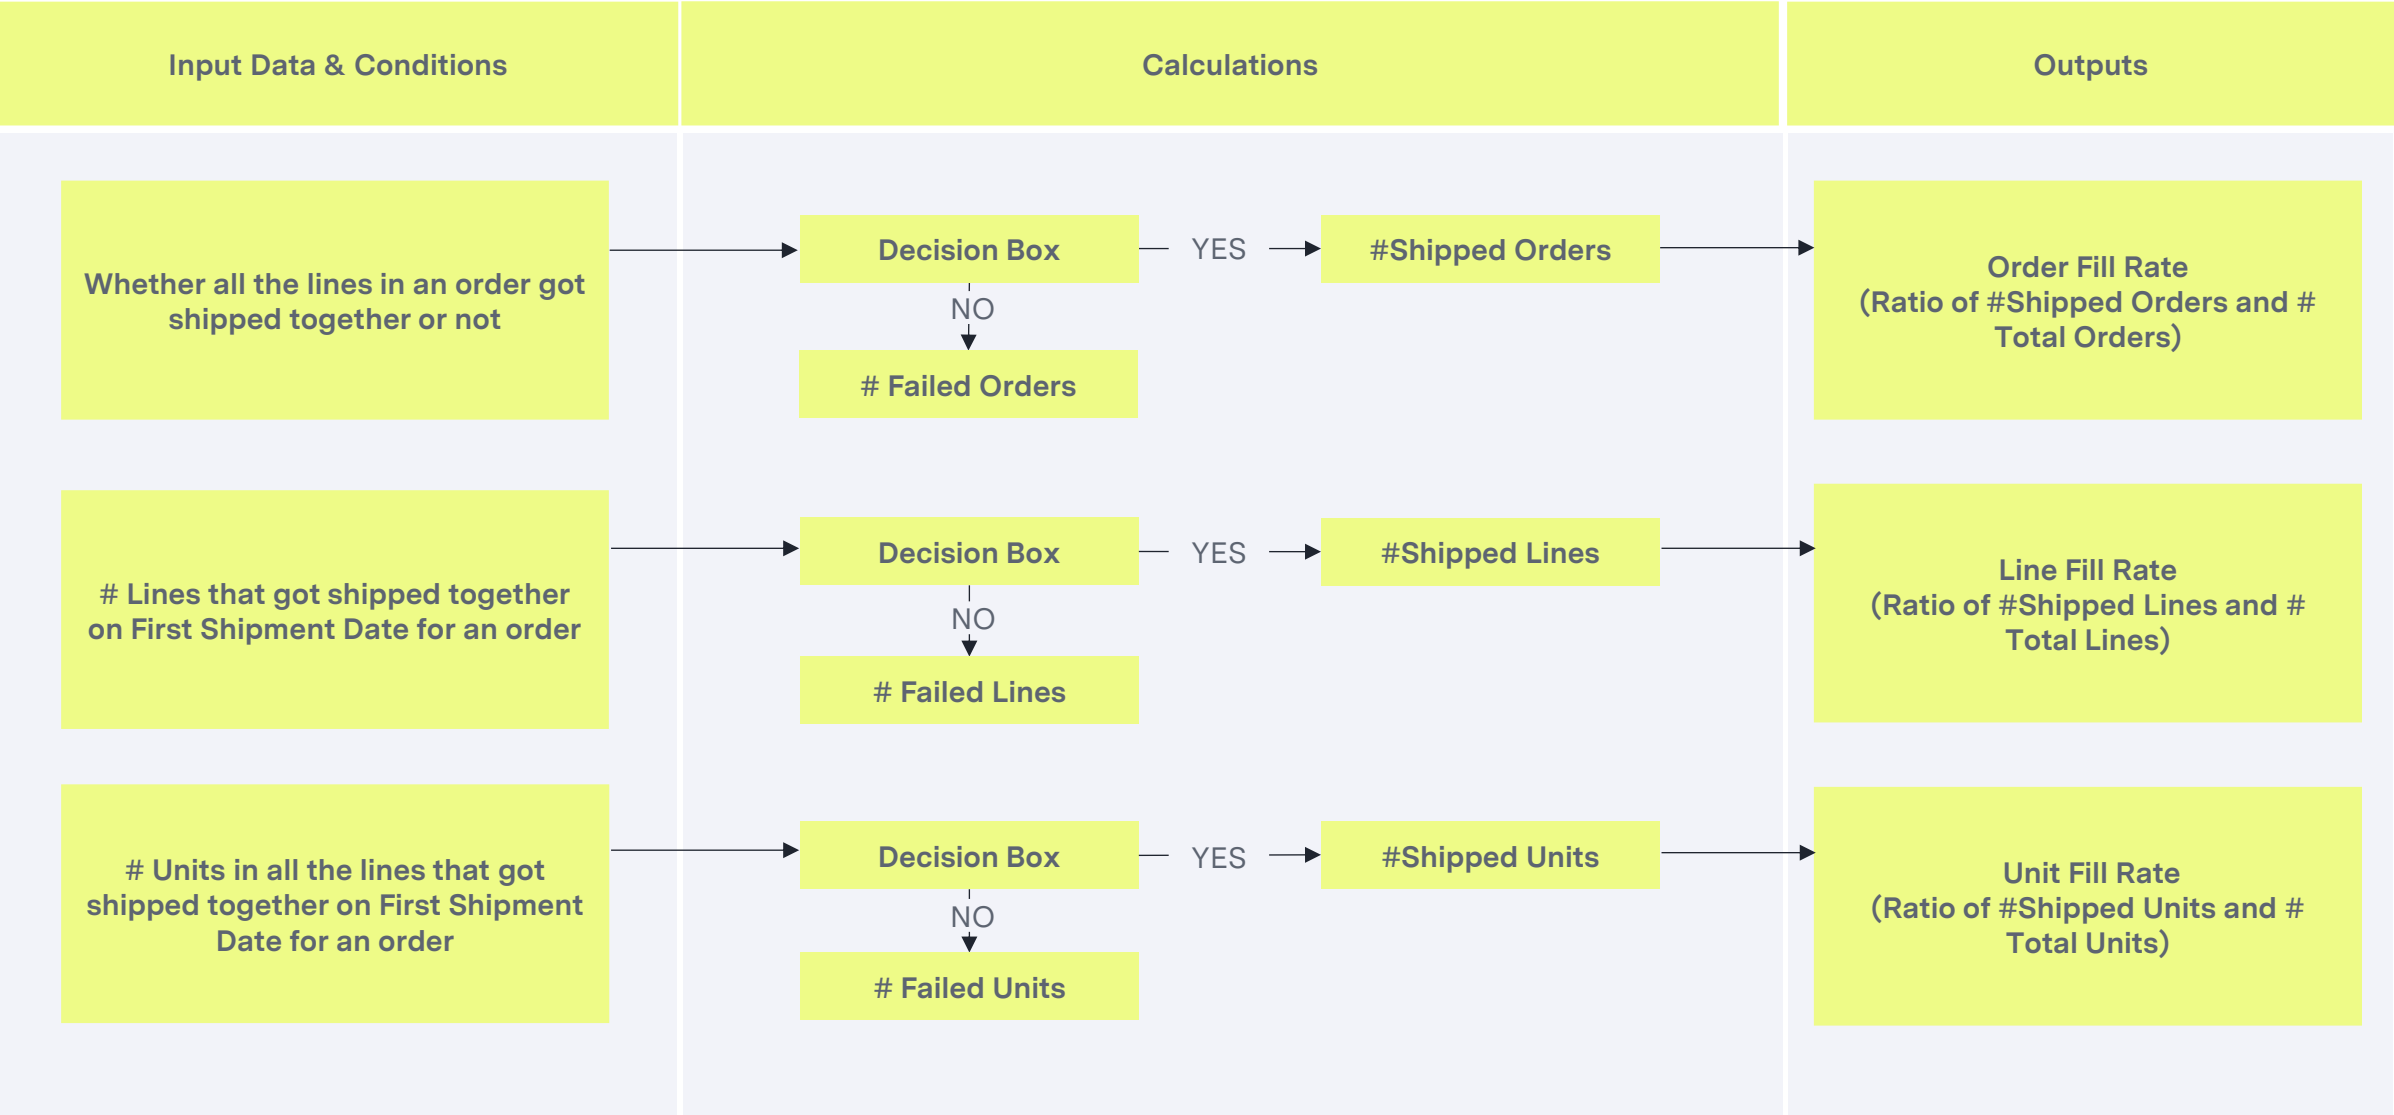 Input Data & Conditions
Calculations
Outputs
Whether all the lines in an order got
shipped together or not
Decision Box
YES
#Shipped Orders
NO
# Failed Orders
Order Fill Rate
(Ratio of #Shipped Orders and #
Total Orders)
# Lines that got shipped together
on First Shipment Date for an order
Decision Box
YES
#Shipped Lines
NO
# Failed Lines
Line Fill Rate
(Ratio of #Shipped Lines and #
Total Lines)
# Units in all the lines that got
shipped together on First Shipment
Date for an order
Decision Box
YES
#Shipped Units
NO
# Failed Units
Unit Fill Rate
(Ratio of #Shipped Units and #
Total Units)